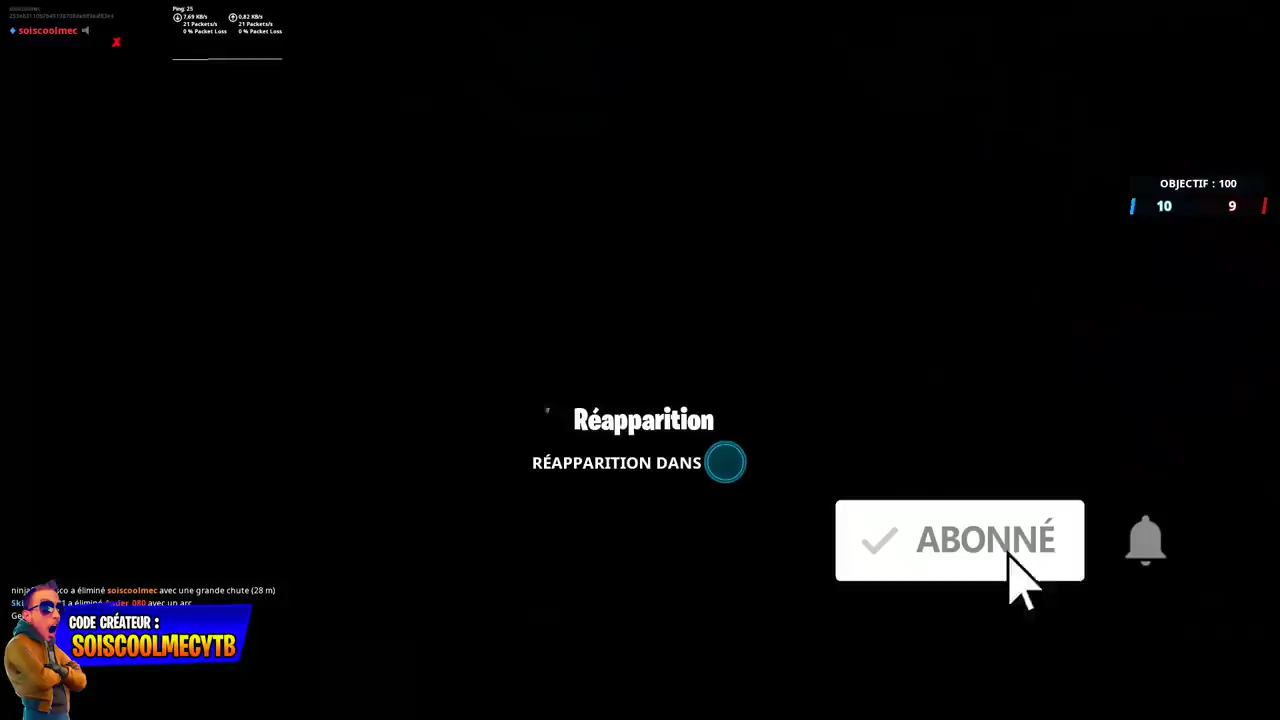 Ping: 25
7,69 KB/s 0,82 KB/s
21 Packets/s 21 Packets/s
0 % Packet Loss 0 % Packet Loss
soiscoolmec
OBJECTIF : 100
10 9
Réapparition
RÉAPPARITION DANS
ABONNÉ
a éliminé soiscoolmec avec une grande chute (28 m)
a éliminé 080 avec un arc
CODE CRÉATEUR :
SOISCOOLMECYTB